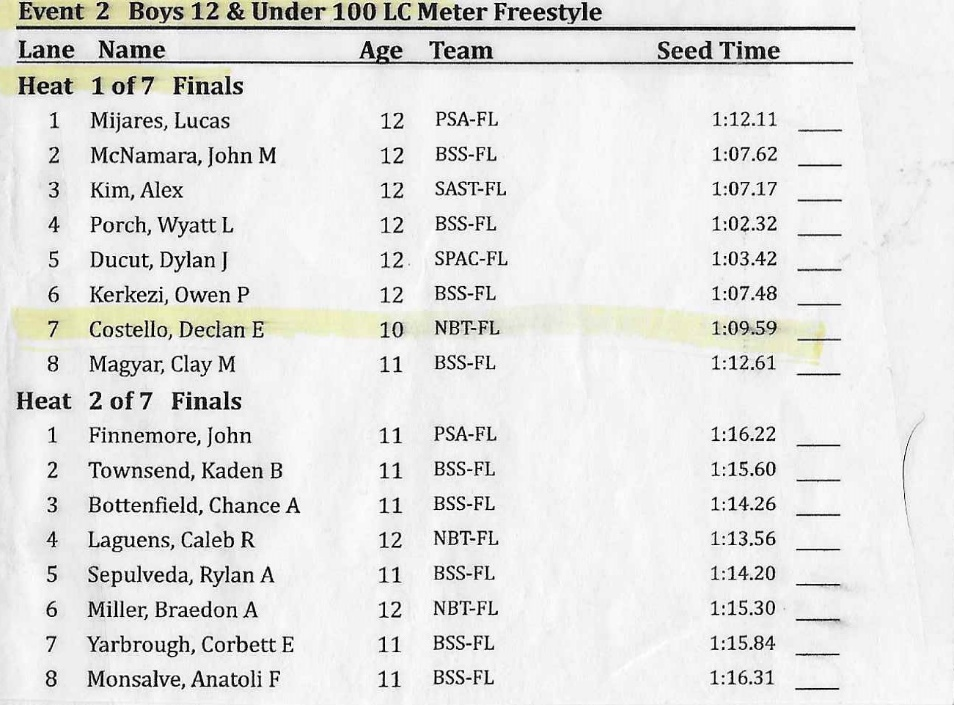 Event 2 Boys 12 & Under 100 LC Meter Freestyle
Lane Name Age Team Seed Time
Heat 1 of 7 Finals
1 Mijares, Lucas 12 PSA-FL 1:12.11
2 McNamara, John M 12 BSS-FL 1:07.62
3 Kim, Alex 12 SAST-FL 1:07.17
4 Porch, Wyatt L 12 BSS-FL 1:02.32
5 Ducut, Dylan J 12 SPAC-FL 1:03.42
6 Kerkezi, Owen P 12 BSS-FL 1:07.48
7 Costello, Declan E 10 NBT-FL 1:09.59
8 Magyar, Clay M 11 BSS-FL 1:12.61
Heat 2 of 7 Finals
1 Finnemore, John 11 PSA-FL 1:16.22
2 Townsend, Kaden B 11 BSS-FL 1:15.60
3 Bottenfield, Chance A 11 BSS-FL 1:14.26
4 Laguens, Caleb R 12 NBT-FL 1:13.56
5 Sepulveda, Rylan A 11 BSS-FL 1:14.20
6 Miller, Braedon A 12 NBT-FL 1:15.30
7 Yarbrough, Corbett E 11 BSS-FL 1:15.84
8 Monsalve, Anatoli F 11 BSS-FL 1:16.31